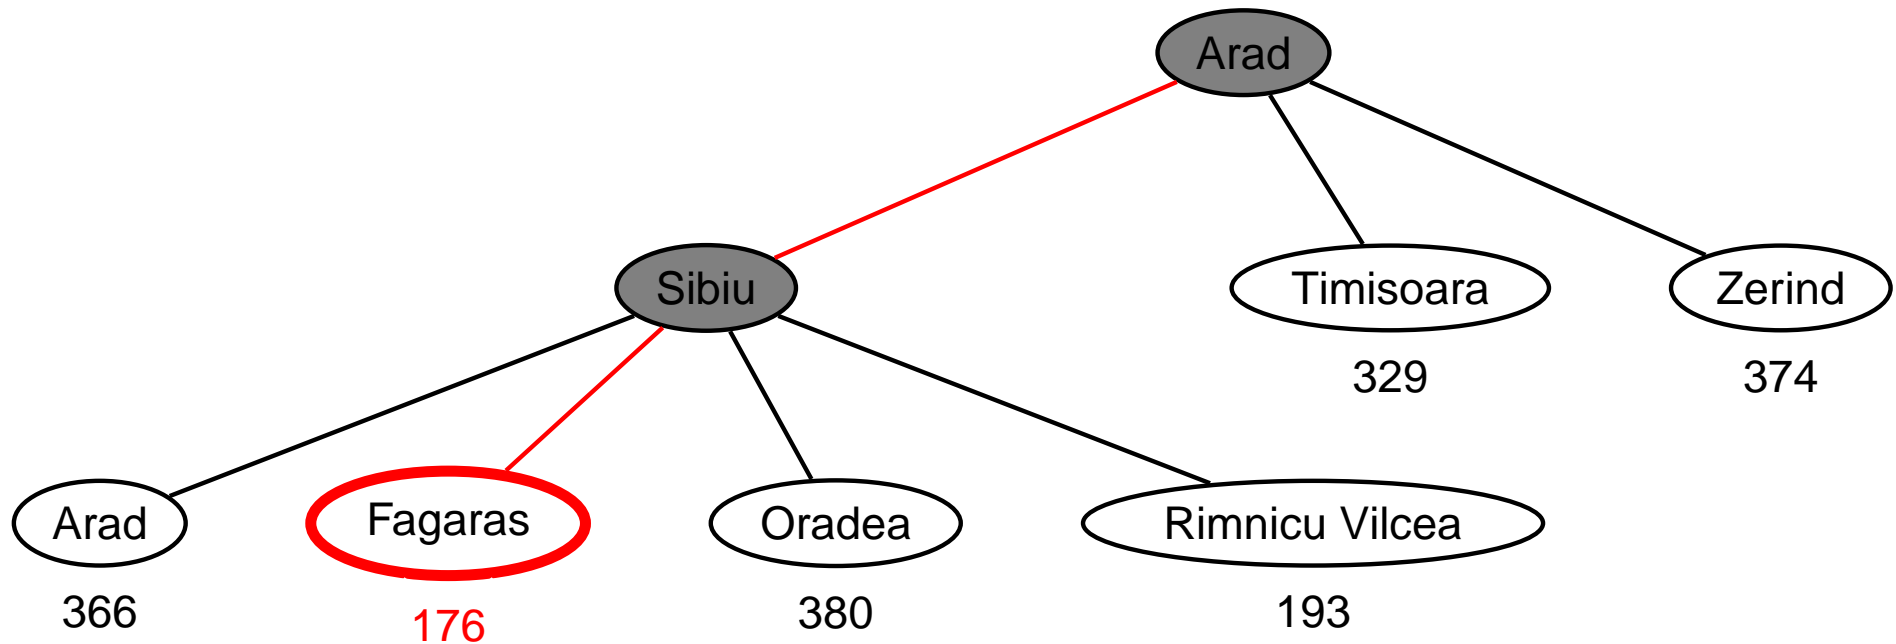 Arad
Sibiu
Timisoara
Zerind
329
374
Arad
Fagaras
Oradea
Rimnicu Vilcea
366
176
380
193